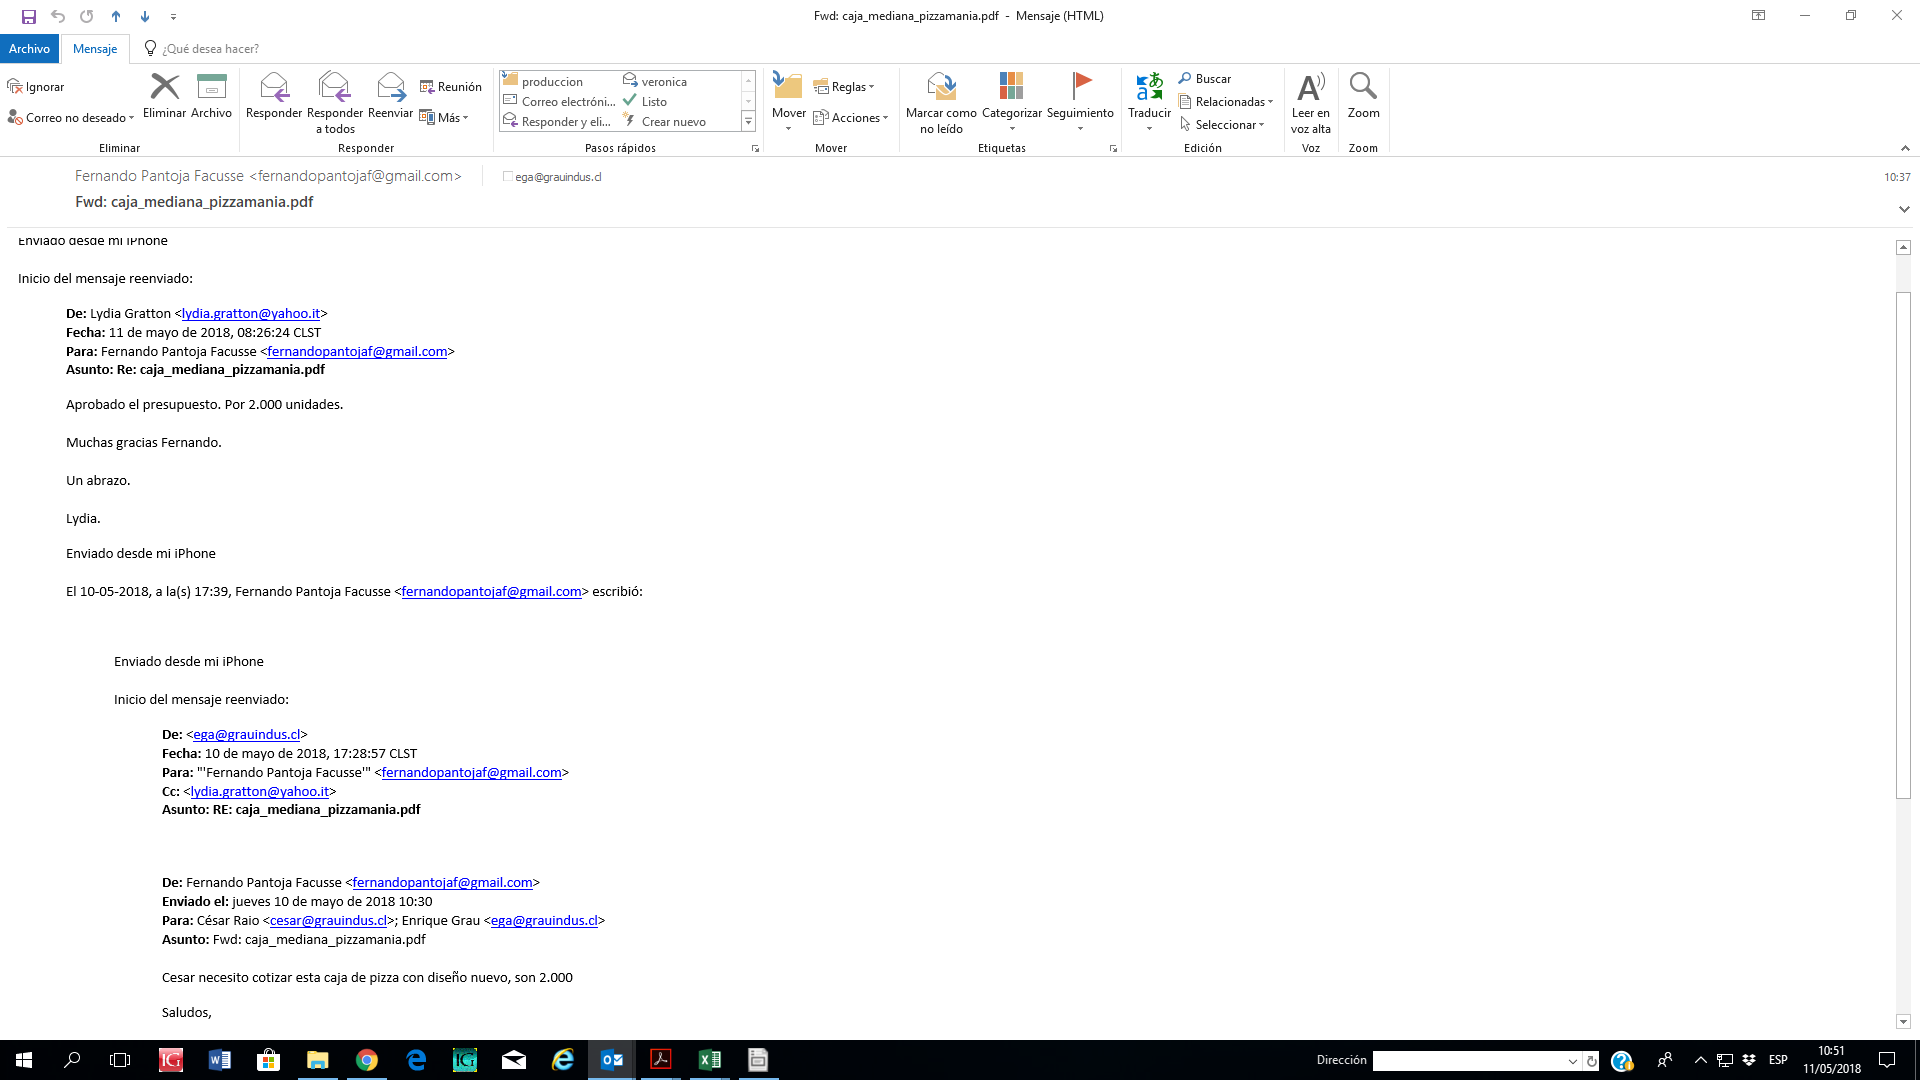 Fwd: caja_mediana_pizzamania.pdf - Mensaje (HTML)
Archivo
Mensaje
¿Qué desea hacer?
Ignorar
Correo no deseado
Eliminar
Archivo
Eliminar
Responder
Responder a todos
Reenviar
Reunión
Más
Responder
produccion
Correo electróni...
Responder y eli...
veronica
Listo
Crear nuevo
Pasos rápidos
Mover
Reglas
Acciones
Mover
Marcar como no leído
Categorizar
Seguimiento
Etiquetas
Traducir
Buscar
Relacionadas
Seleccionar
Edición
Leer en voz alta
Voz
Zoom
Zoom
Fernando Pantoja Facusse <fernandopantojaf@gmail.com>
ega@grauindus.cl
10:37
Fwd: caja_mediana_pizzamania.pdf
Enviado desde mi iPhone
Inicio del mensaje reenviado:
De: Lydia Gratton <lydia.gratton@yahoo.it>
Fecha: 11 de mayo de 2018, 08:26:24 CLST
Para: Fernando Pantoja Facusse <fernandopantojaf@gmail.com>
Asunto: Re: caja_mediana_pizzamania.pdf
Aprobado el presupuesto. Por 2.000 unidades.
Muchas gracias Fernando.
Un abrazo.
Lydia.
Enviado desde mi iPhone
El 10-05-2018, a la(s) 17:39, Fernando Pantoja Facusse <fernandopantojaf@gmail.com> escribió:
Enviado desde mi iPhone
Inicio del mensaje reenviado:
De: <ega@grauindus.cl>
Fecha: 10 de mayo de 2018, 17:28:57 CLST
Para: "'Fernando Pantoja Facusse'" <fernandopantojaf@gmail.com>
Cc: <lydia.gratton@yahoo.it>
Asunto: RE: caja_mediana_pizzamania.pdf
De: Fernando Pantoja Facusse <fernandopantojaf@gmail.com>
Enviado el: jueves 10 de mayo de 2018 10:30
Para: César Raio <cesar@grauindus.cl>; Enrique Grau <ega@grauindus.cl>
Asunto: Fwd: caja_mediana_pizzamania.pdf
Cesar necesito cotizar esta caja de pizza con diseño nuevo, son 2.000
Saludos,
Dirección
ESP
10:51
11/05/2018